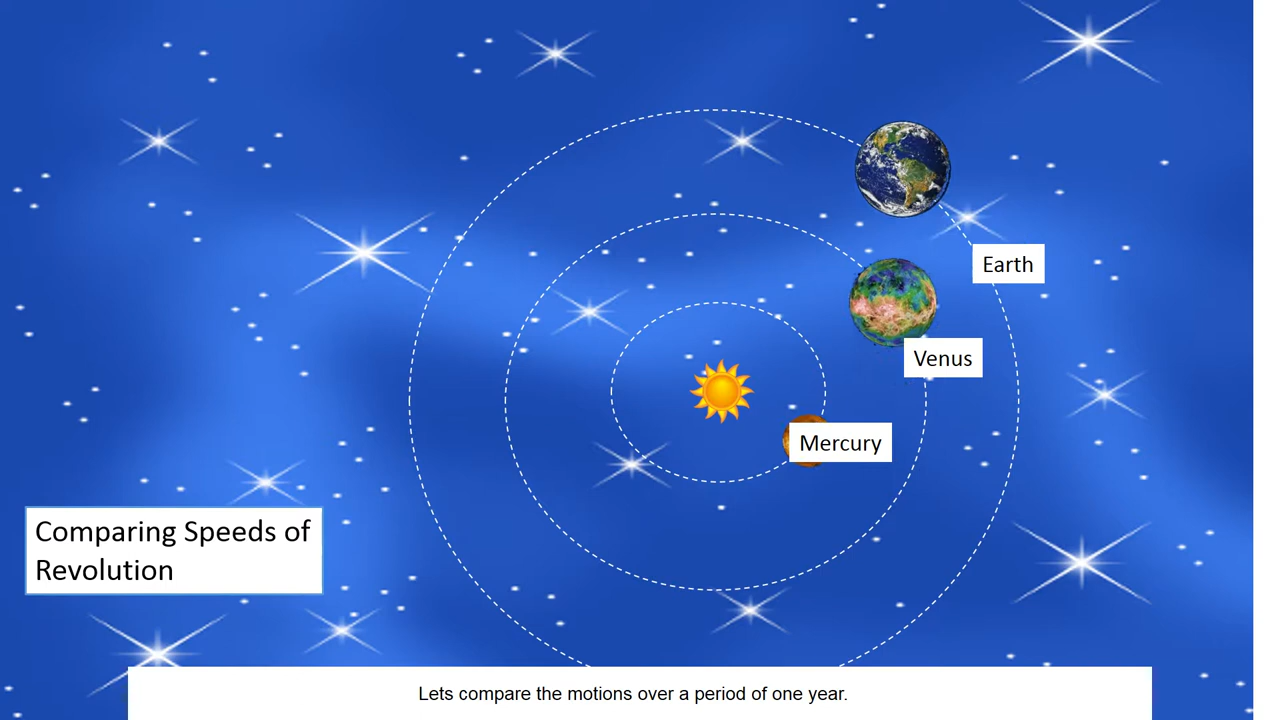 Earth
Venus
Mercury
Comparing Speeds of
Revolution
Lets compare the motions over a period of one year.